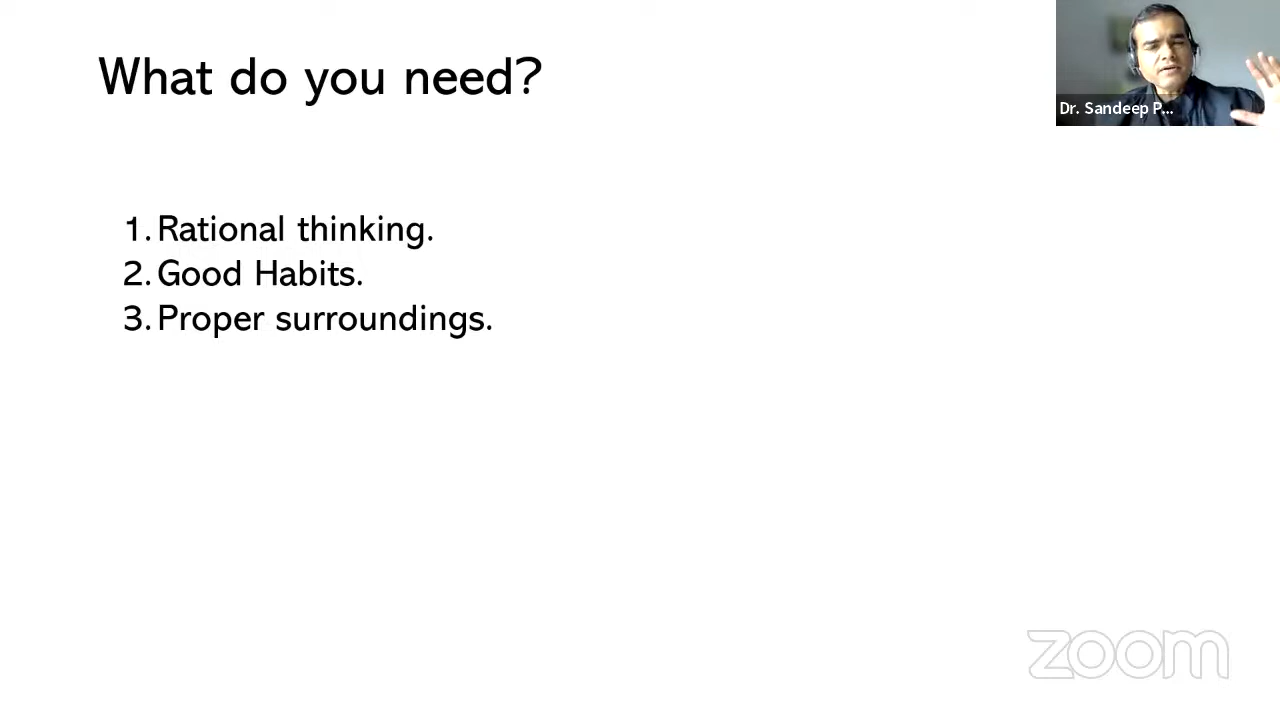 What do you need?
Dr. Sandeep P...
1. Rational thinking.
2. Good Habits.
3. Proper surroundings.
zoom